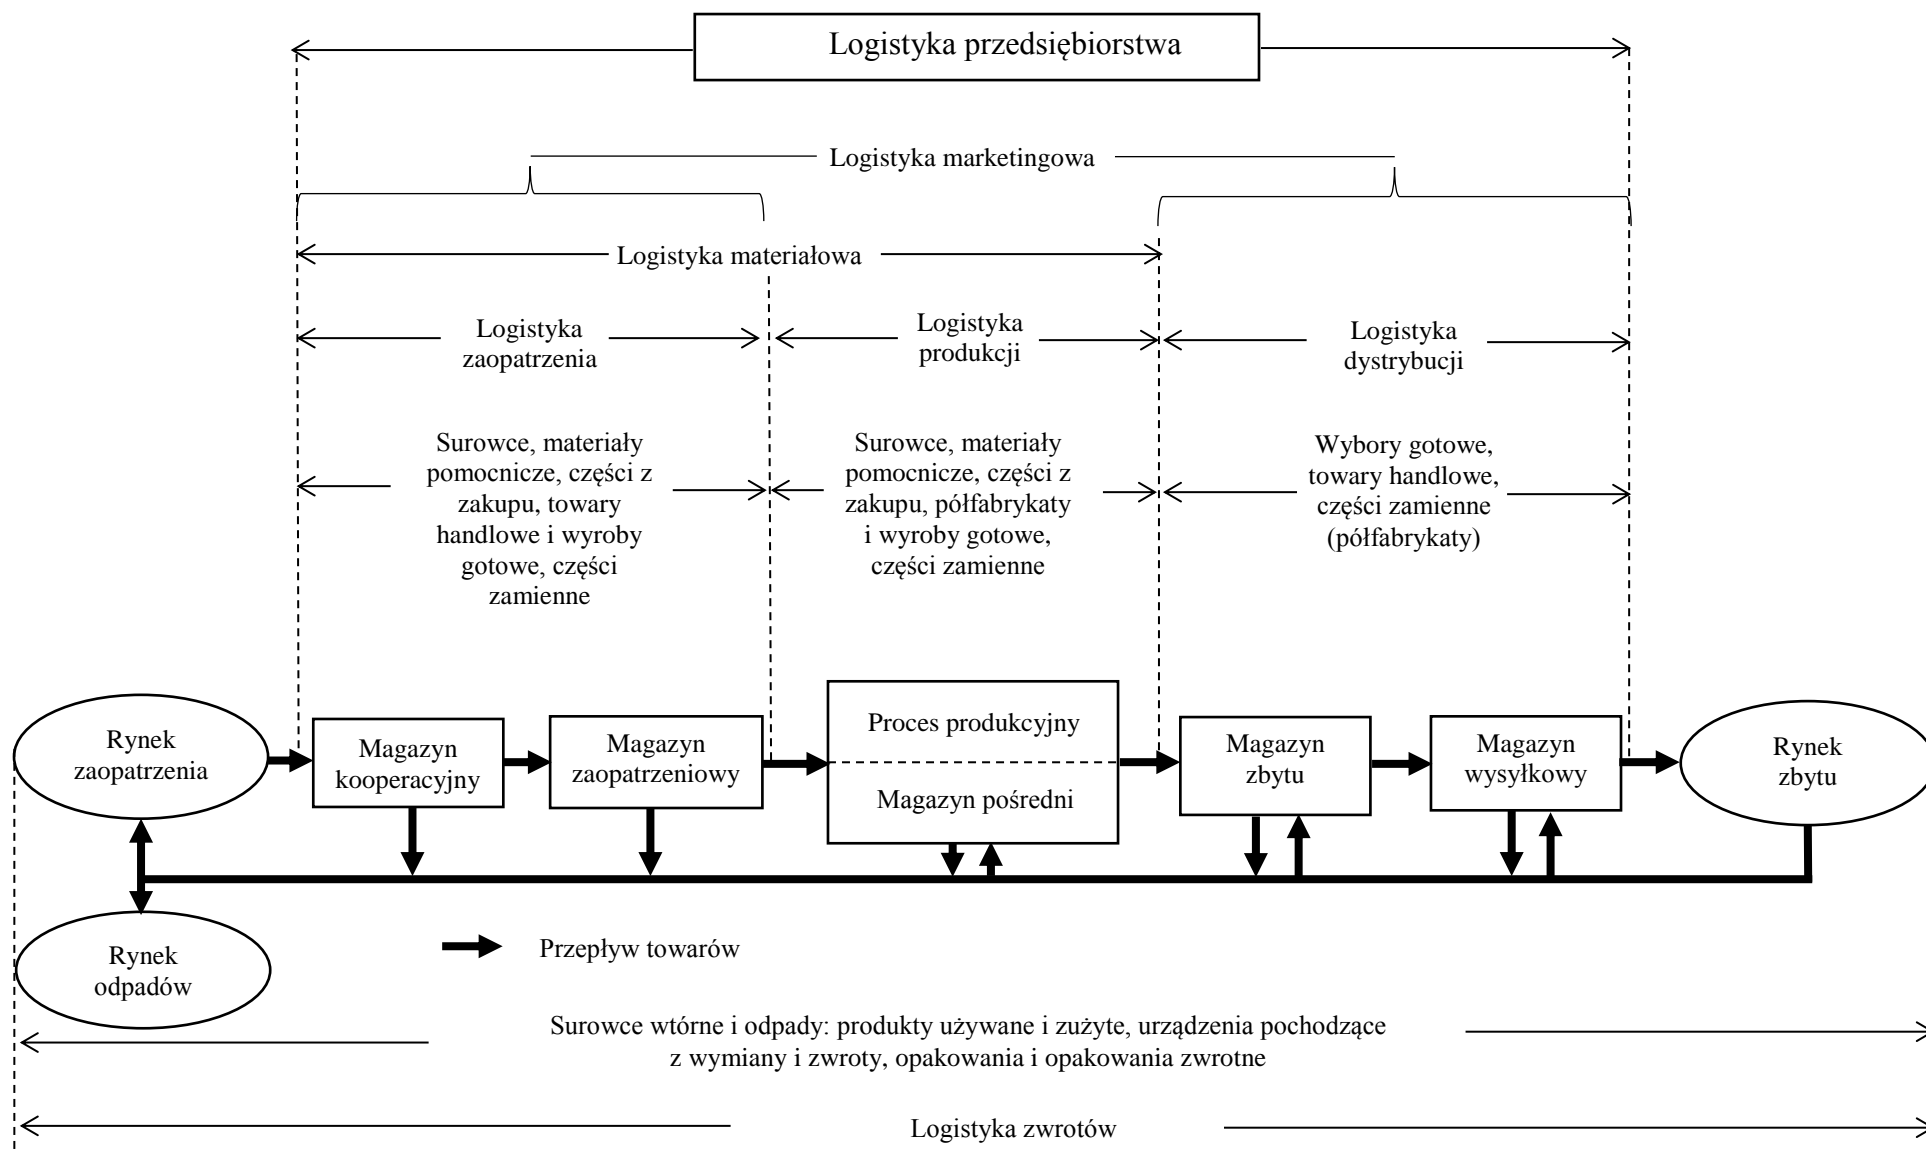 Logistyka przedsiębiorstwa
Logistyka marketingowa
Logistyka materiałowa
Logistyka
zaopatrzenia
Logistyka
produkcji
Logistyka
dystrybucji
Surowce, materiały
pomocnicze, części z
zakupu, towary
handlowe i wyroby
gotowe, części
zamienne
Surowce, materiały
pomocnicze, części z
zakupu, półfabrykaty
i wyroby gotowe,
części zamienne
Wybory gotowe,
towary handlowe,
części zamienne
(półfabrykaty)
Rynek
zaopatrzenia
Magazyn
kooperacyjny
Magazyn
zaopatrzeniowy
Proces produkcyjny
Magazyn pośredni
Magazyn
zbytu
Magazyn
wysyłkowy
Rynek
zbytu
Rynek
odpadów
Przepływ towarów
Surowce wtórne i odpady: produkty używane i zużyte, urządzenia pochodzące
z wymiany i zwroty, opakowania i opakowania zwrotne
Logistyka zwrotów